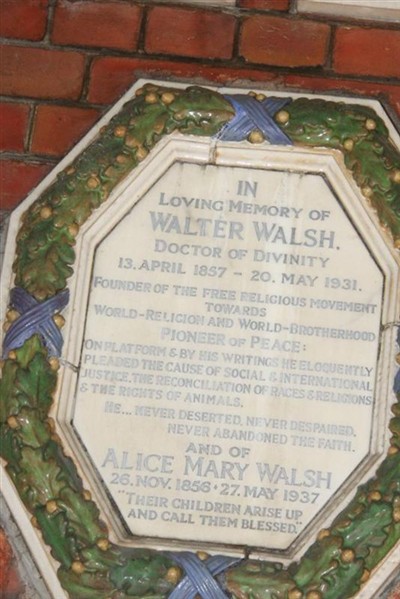 IN
LOVING MEMORY OF
WALTER WALSH.
DOCTOR OF DIVINITY
13. APRIL 1857 – 20. MAY 1931.
FOUNDER OF THE FREE RELIGIOUS MOVEMENT
TOWARDS
WORLD-RELIGION AND WORLD-BROTHERHOOD
PIONEER OF PEACE:
ON PLATFORM & BY HIS WRITINGS HE ELOQUENTLY
PLEADED THE CAUSE OF SOCIAL & INTERNATIONAL
JUSTICE, THE RECONCILIATION OF RACES & RELIGIONS
& THE RIGHTS OF ANIMALS.
HE... NEVER DESERTED, NEVER DESPAIRED,
NEVER ABANDONED THE FAITH.
AND OF
ALICE MARY WALSH
26. NOV. 1856 · 27. MAY 1937
"THEIR CHILDREN ARISE UP
AND CALL THEM BLESSED."